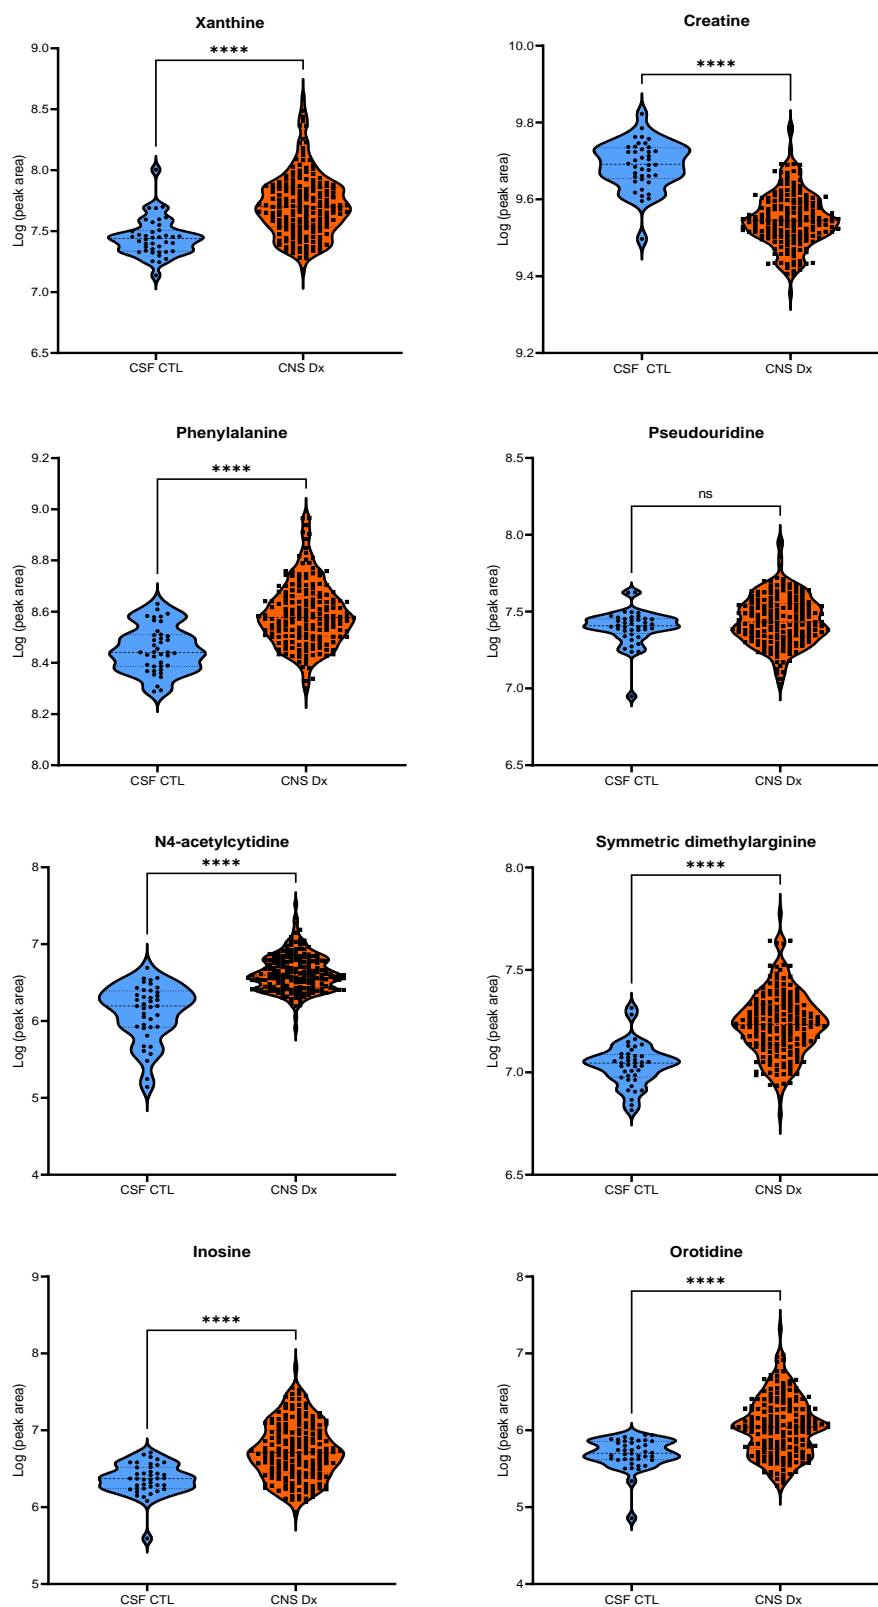 Xanthine
Creatine
9.0
8.5
8.0
7.5
7.0
6.5
Log (peak area)
****
CSF CTL
CNS Dx
10.0
9.8
9.6
9.4
9.2
Log (peak area)
****
CSF CTL
CNS Dx
Phenylalanine
Pseudouridine
9.2
9.0
8.8
8.6
8.4
8.2
8.0
Log (peak area)
****
CSF CTL
CNS Dx
8.5
8.0
7.5
7.0
6.5
Log (peak area)
ns
CSF CTL
CNS Dx
N4-acetylcytidine
Symmetric dimethylarginine
8
7
6
5
4
Log (peak area)
****
CSF CTL
CNS Dx
8.0
7.5
7.0
6.5
Log (peak area)
****
CSF CTL
CNS Dx
Inosine
Orotidine
9
8
7
6
5
Log (peak area)
****
CSF CTL
CNS Dx
8
7
6
5
4
Log (peak area)
****
CSF CTL
CNS Dx